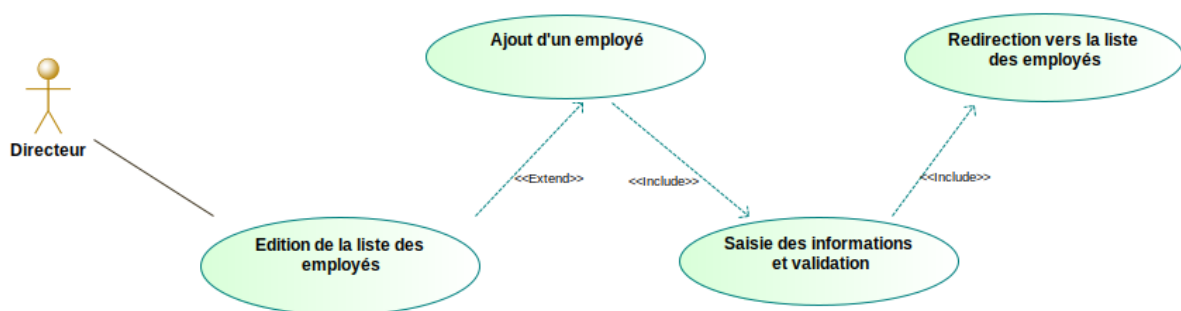 Ajout d'un employé
Redirection vers la liste
des employés
Directeur
<<Extend>>
<<Include>>
<<Include>>
Edition de la liste des
employés
Saisie des informations
et validation